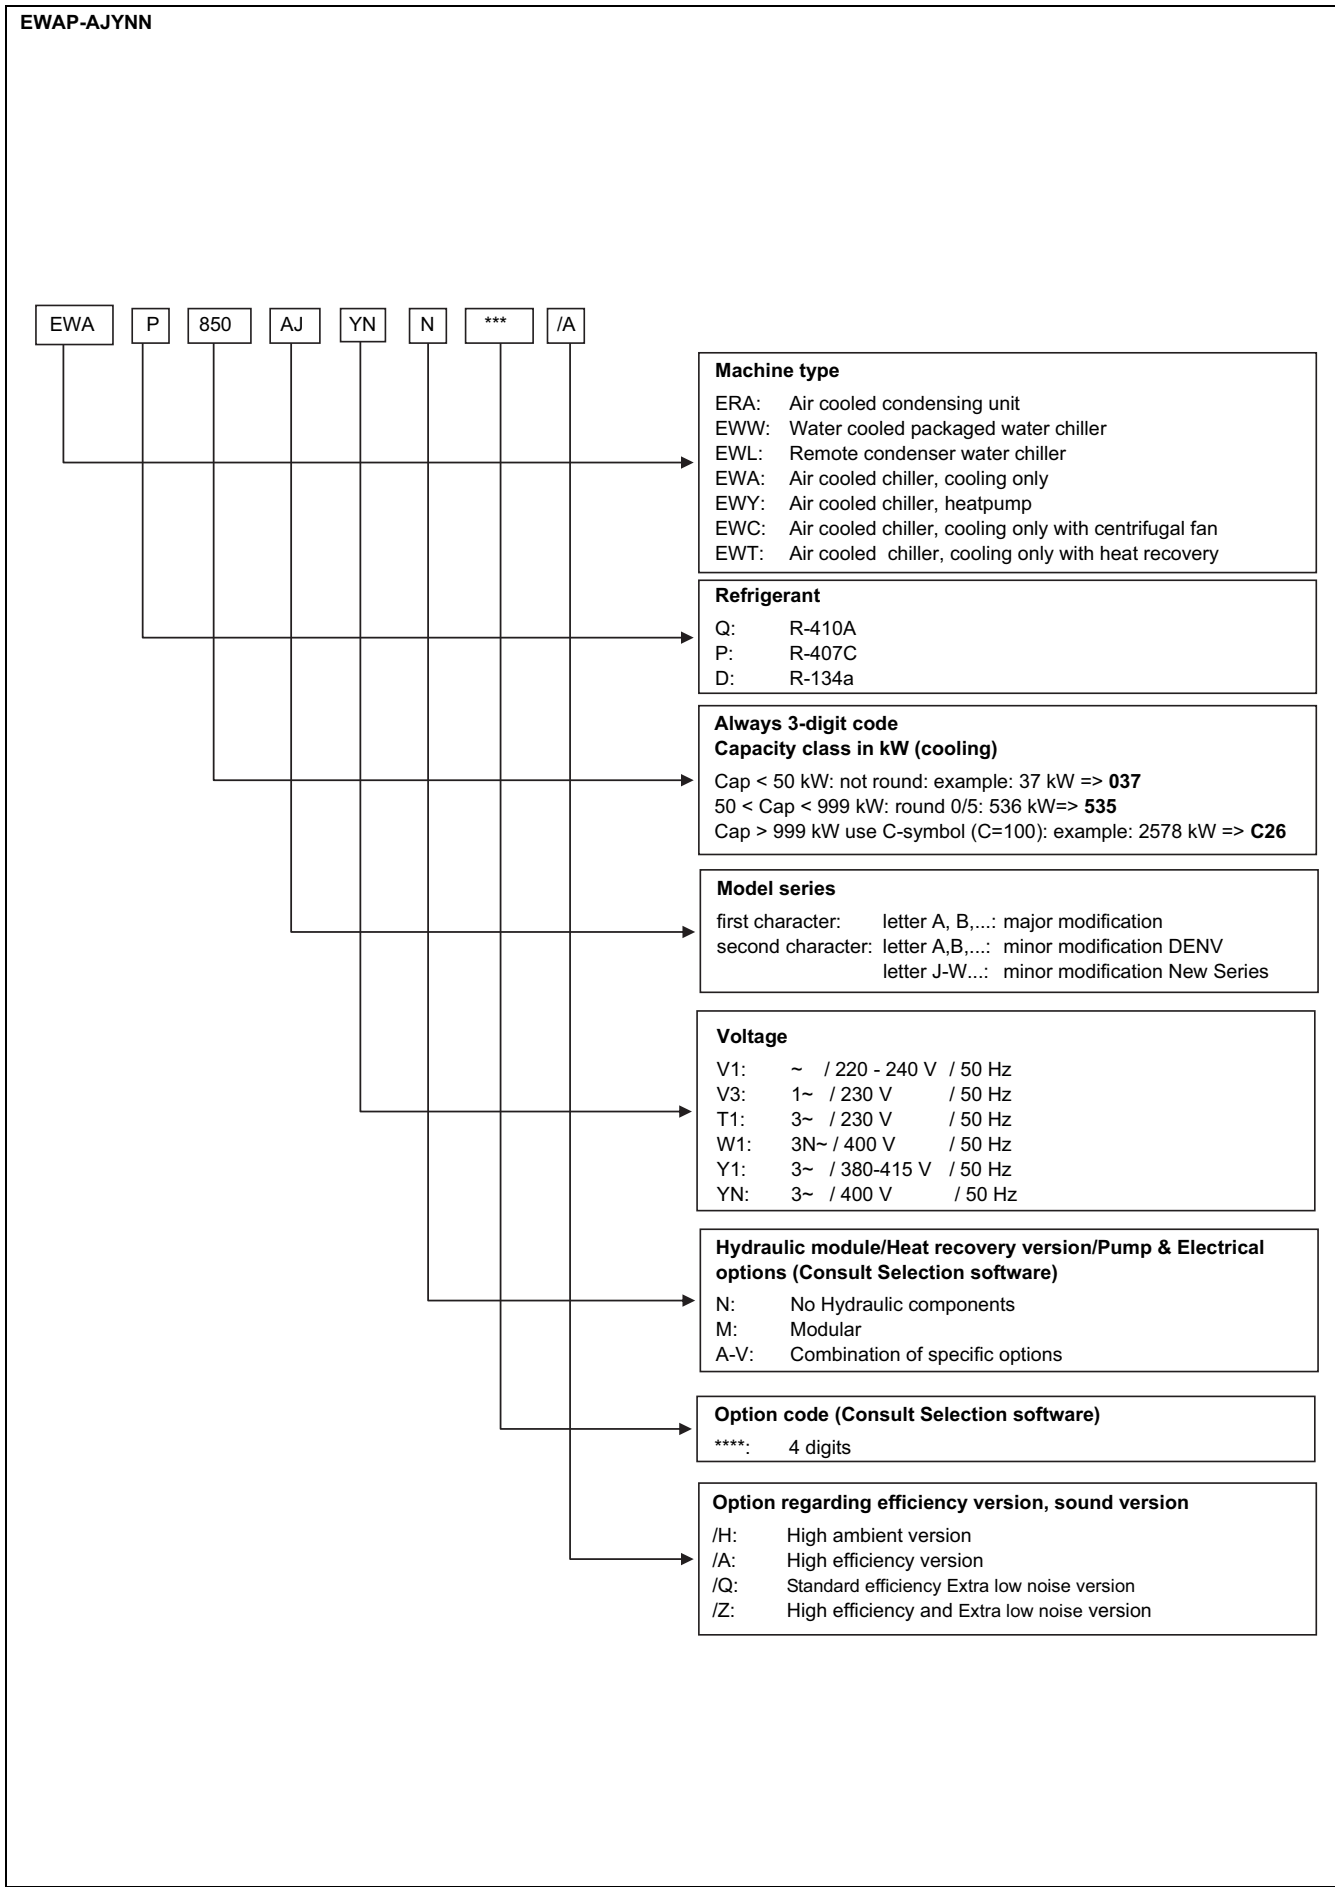 EWAP-AJYNN
EWA P 850 AJ YN N *** /A
Machine type
ERA: Air cooled condensing unit
EWW: Water cooled packaged water chiller
EWL: Remote condenser water chiller
EWA: Air cooled chiller, cooling only
EWY: Air cooled chiller, heatpump
EWC: Air cooled chiller, cooling only with centrifugal fan
EWT: Air cooled chiller, cooling only with heat recovery
Refrigerant
Q: R-410A
P: R-407C
D: R-134a
Always 3-digit code
Capacity class in kW (cooling)
Cap < 50 kW: not round: example: 37 kW => 037
50 < Cap < 999 kW: round 0/5: 536 kW=> 535
Cap > 999 kW use C-symbol (C=100): example: 2578 kW => C26
Model series
first character: letter A, B,...: major modification
second character: letter A,B,...: minor modification DENV
letter J-W...: minor modification New Series
Voltage
V1: ~ / 220 - 240 V / 50 Hz
V3: 1~ / 230 V / 50 Hz
T1: 3~ / 230 V / 50 Hz
W1: 3N~ / 400 V / 50 Hz
Y1: 3~ / 380-415 V / 50 Hz
YN: 3~ / 400 V / 50 Hz
Hydraulic module/Heat recovery version/Pump & Electrical
options (Consult Selection software)
N: No Hydraulic components
M: Modular
A-V: Combination of specific options
Option code (Consult Selection software)
****: 4 digits
Option regarding efficiency version, sound version
/H: High ambient version
/A: High efficiency version
/Q: Standard efficiency Extra low noise version
/Z: High efficiency and Extra low noise version